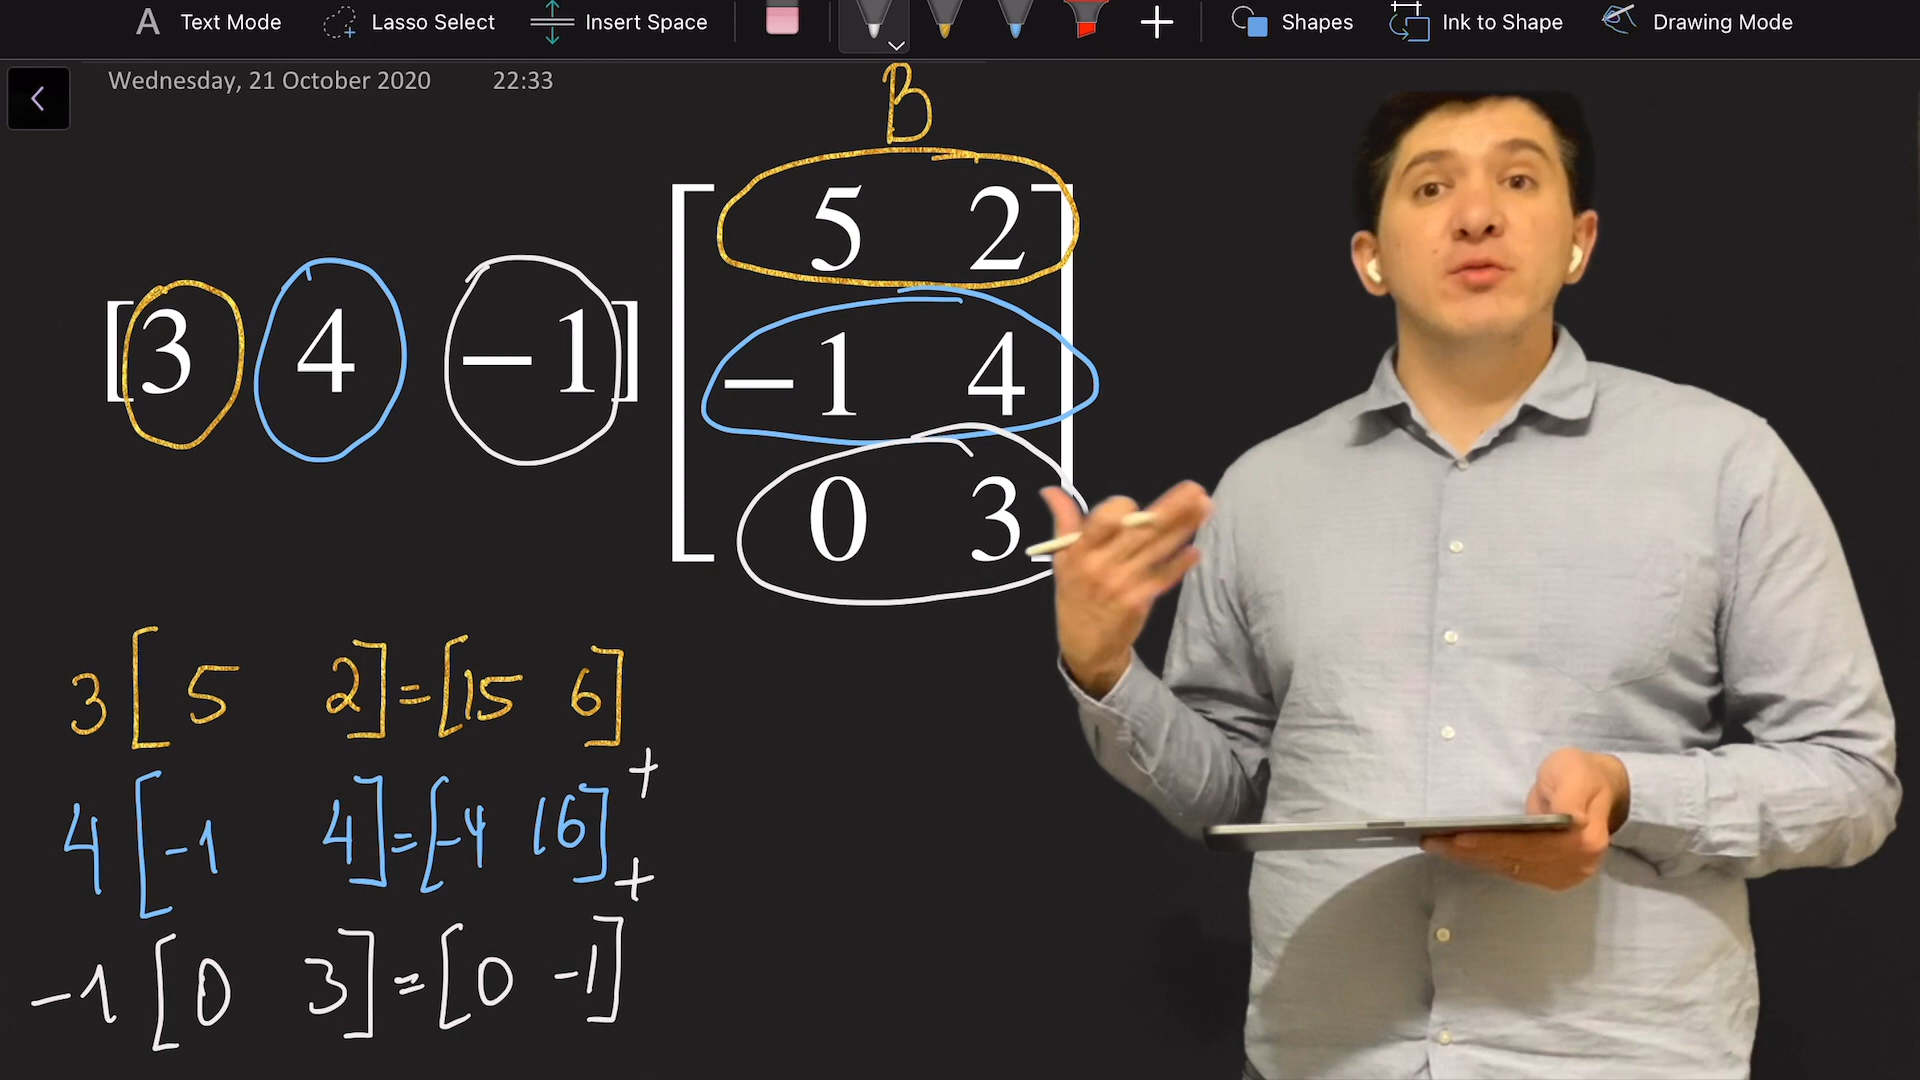 Text Mode Lasso Select Insert Space Shapes Ink to Shape Drawing Mode
Wednesday, 21 October 2020 22:33
B
[3 4 −1] [5 2
−1 4
0 3]
3 [5 2] = [15 6]
+
4 [-1 4] = [-4 16]
+
-1 [0 3] = [0 -1]